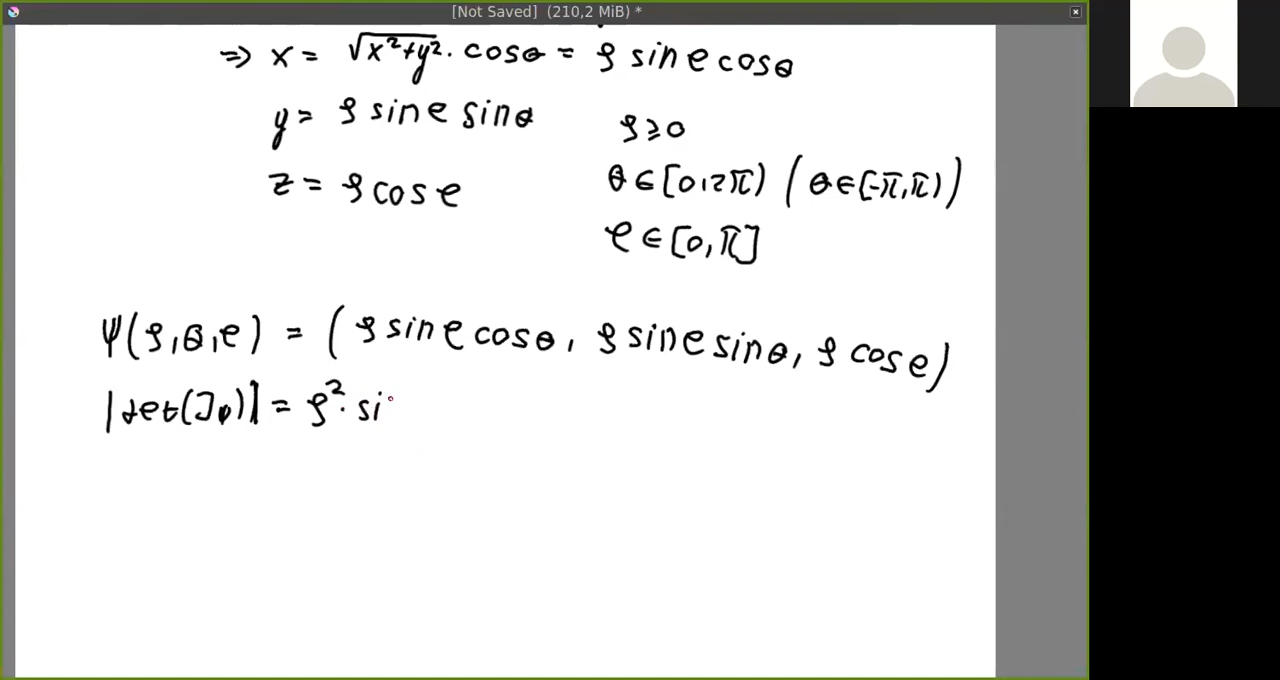 [Not Saved] (210,2 MiB) *
⇒ x = √x²+y² · cosθ = ρ sinφ cosθ
y = ρ sinφ sinθ
ρ ≥ 0
z = ρ cosφ
θ ∈ [0, 2π) (θ ∈ [-π, π))
φ ∈ [0, π]
Ψ(ρ, θ, φ) = (ρ sinφ cosθ, ρ sinφ sinθ, ρ cosφ)
|det(Jψ)| = ρ² · si